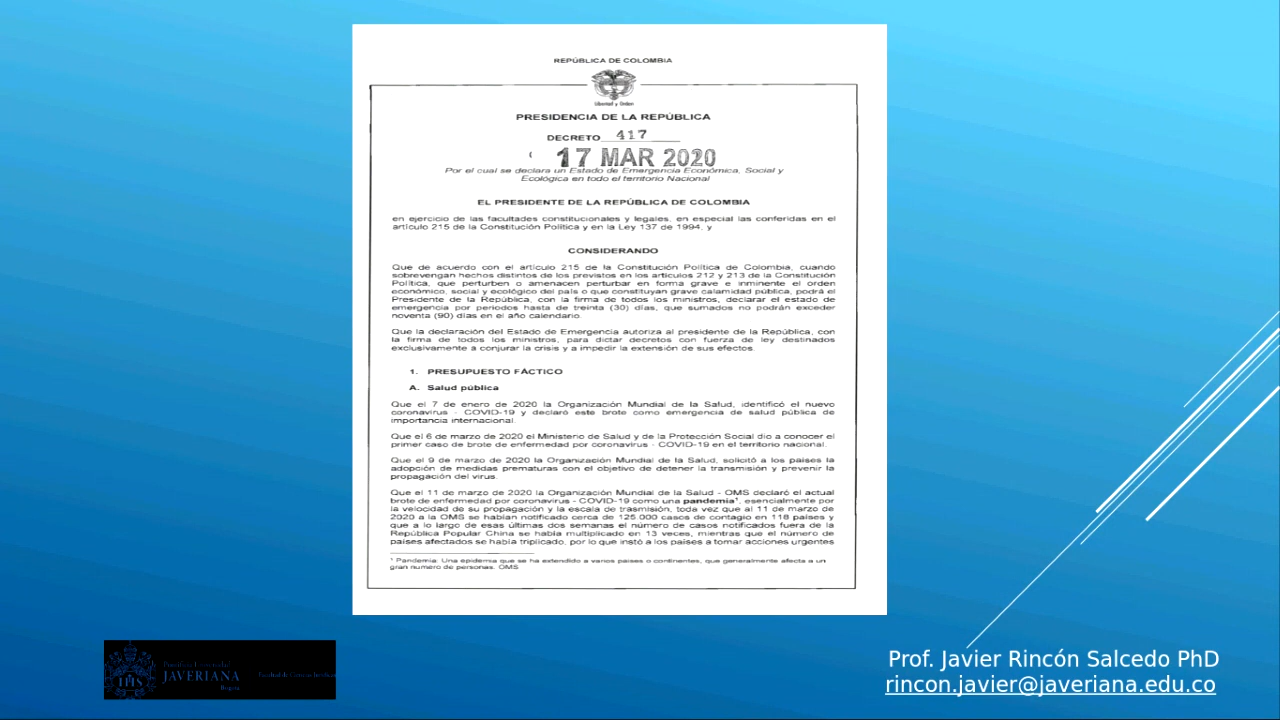 REPÚBLICA DE COLOMBIA
Libertad y Orden
PRESIDENCIA DE LA REPÚBLICA
DECRETO 417
17 MAR 2020
Por el cual se declara un Estado de Emergencia Económica, Social y
Ecológica en todo el territorio Nacional
EL PRESIDENTE DE LA REPÚBLICA DE COLOMBIA
en ejercicio de las facultades constitucionales y legales, en especial las conferidas en el
artículo 215 de la Constitución Política y en la Ley 137 de 1994, y
CONSIDERANDO
Que de acuerdo con el artículo 215 de la Constitución Política de Colombia, cuando
sobrevengan hechos distintos de los previstos en los artículos 212 y 213 de la Constitución
Política, que perturben o amenacen perturbar en forma grave e inminente el orden
económico, social y ecológico del país o que constituyan grave calamidad pública, podrá el
Presidente de la República, con la firma de todos los ministros, declarar el estado de
emergencia por periodos hasta de treinta (30) días, que sumados no podrán exceder
noventa (90) días en el año calendario.
Que la declaración del Estado de Emergencia autoriza al presidente de la República, con
la firma de todos los ministros, para dictar decretos con fuerza de ley destinados
exclusivamente a conjurar la crisis y a impedir la extensión de sus efectos.
1. PRESUPUESTO FÁCTICO
A. Salud pública
Que el 7 de enero de 2020 la Organización Mundial de la Salud, identificó el nuevo
coronavirus - COVID-19 y declaró este brote como emergencia de salud pública de
importancia internacional.
Que el 6 de marzo de 2020 el Ministerio de Salud y de la Protección Social dio a conocer el
primer caso de brote de enfermedad por coronavirus - COVID-19 en el territorio nacional.
Que el 9 de marzo de 2020 la Organización Mundial de la Salud, solicitó a los países la
adopción de medidas prematuras con el objetivo de detener la transmisión y prevenir la
propagación del virus.
Que el 11 de marzo de 2020 la Organización Mundial de la Salud - OMS declaró el actual
brote de enfermedad por coronavirus - COVID-19 como una pandemia¹, esencialmente por
la velocidad de su propagación y la escala de trasmisión, toda vez que al 11 de marzo de
2020 a la OMS se habían notificado cerca de 125.000 casos de contagio en 118 países y
que a lo largo de esas últimas dos semanas el número de casos notificados fuera de la
República Popular China se había multiplicado en 13 veces, mientras que el número de
países afectados se había triplicado, por lo que instó a los países a tomar acciones urgentes
¹ Pandemia: Una epidemia que se ha extendido a varios países o continentes, que generalmente afecta a un
gran numero de personas. OMS
Pontificia Universidad
JAVERIANA
Bogotá
Facultad de Ciencias Jurídicas
Prof. Javier Rincón Salcedo PhD
rincon.javier@javeriana.edu.co